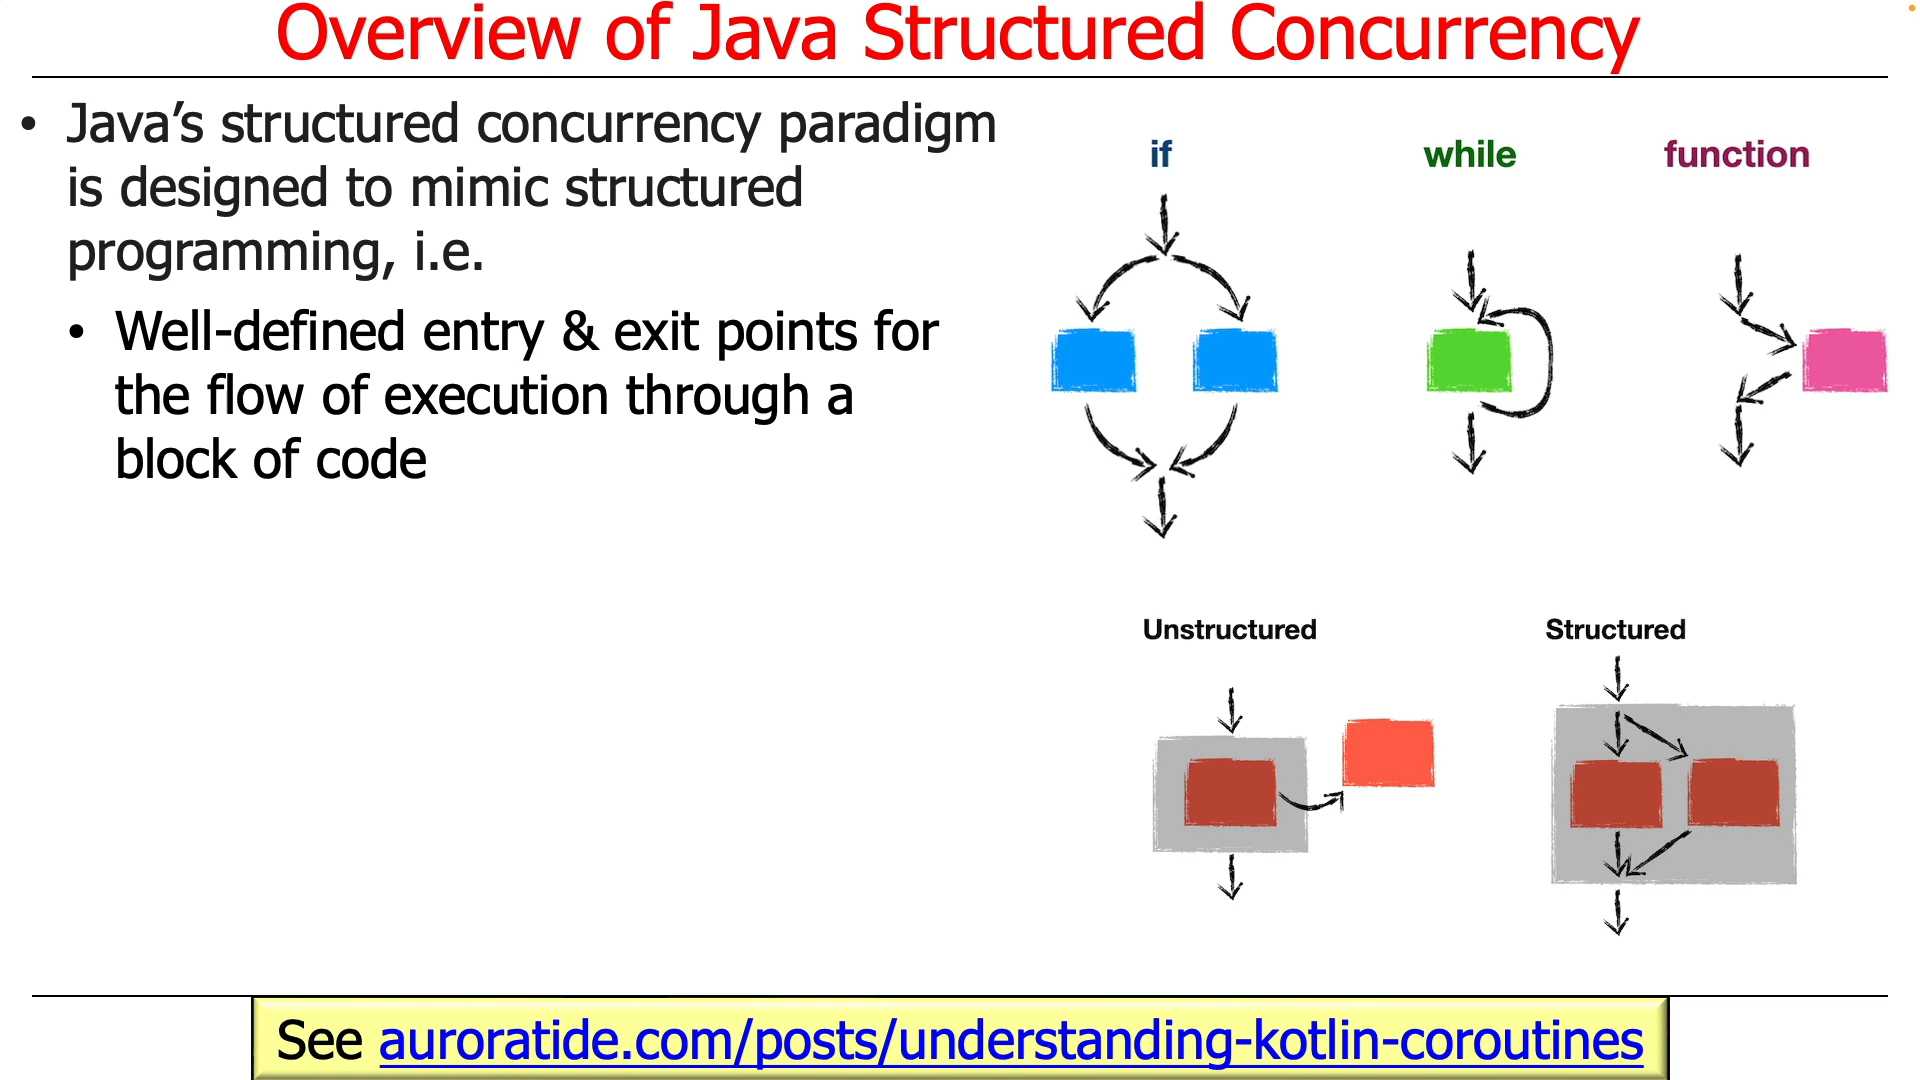 Overview of Java Structured Concurrency
• Java’s structured concurrency paradigm
is designed to mimic structured
programming, i.e.
• Well-defined entry & exit points for
the flow of execution through a
block of code
if while function
Unstructured Structured
See auroratide.com/posts/understanding-kotlin-coroutines